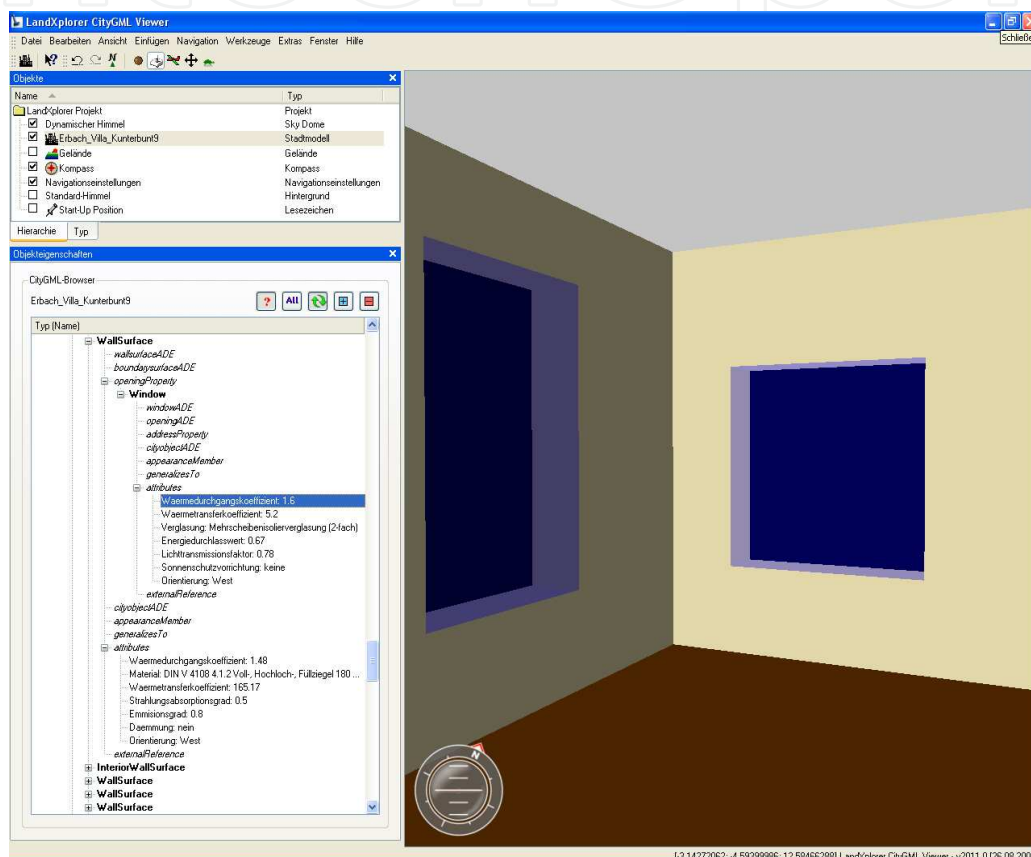 LandXplorer CityGML Viewer
Datei Bearbeiten Ansicht Einfügen Navigation Werkzeuge Extras Fenster Hilfe
Schließe
Objekte
Name Typ
LandXplorer Projekt Projekt
Dynamischer Himmel Sky Dome
Erbach_Villa_Kunterbunt9 Stadtmodell
Gelände Gelände
Kompass Kompass
Navigationseinstellungen Navigationseinstellungen
Standard-Himmel Hintergrund
Start-Up Position Lesezeichen
Hierarchie Typ
Objekteigenschaften
CityGML-Browser
Erbach_Villa_Kunterbunt9 ? All
Typ (Name)
WallSurface
wallsurfaceADE
boundarysurfaceADE
openingProperty
Window
windowADE
openingADE
addressProperty
cityobjectADE
appearanceMember
generalizesTo
attributes
Waermedurchgangskoeffizient: 1.6
Waermetransferkoeffizient: 5.2
Verglasung: Mehrscheibenisolierverglasung (2-fach)
Energiedurchlasswert: 0.67
Lichttransmissionsfaktor: 0.78
Sonnenschutzvorrichtung: keine
Orientierung: West
externalReference
cityobjectADE
appearanceMember
generalizesTo
attributes
Waermedurchgangskoeffizient: 1.48
Material: DIN V 4108 4.1.2 Voll-, Hochloch-, Füllziegel 180 ...
Waermetransferkoeffizient: 165.17
Strahlungsabsorptionsgrad: 0.5
Emmisionsgrad: 0.8
Daemmung: nein
Orientierung: West
externalReference
InteriorWallSurface
WallSurface
WallSurface
WallSurface
N
LandXplorer CityGML Viewer - v2011.0